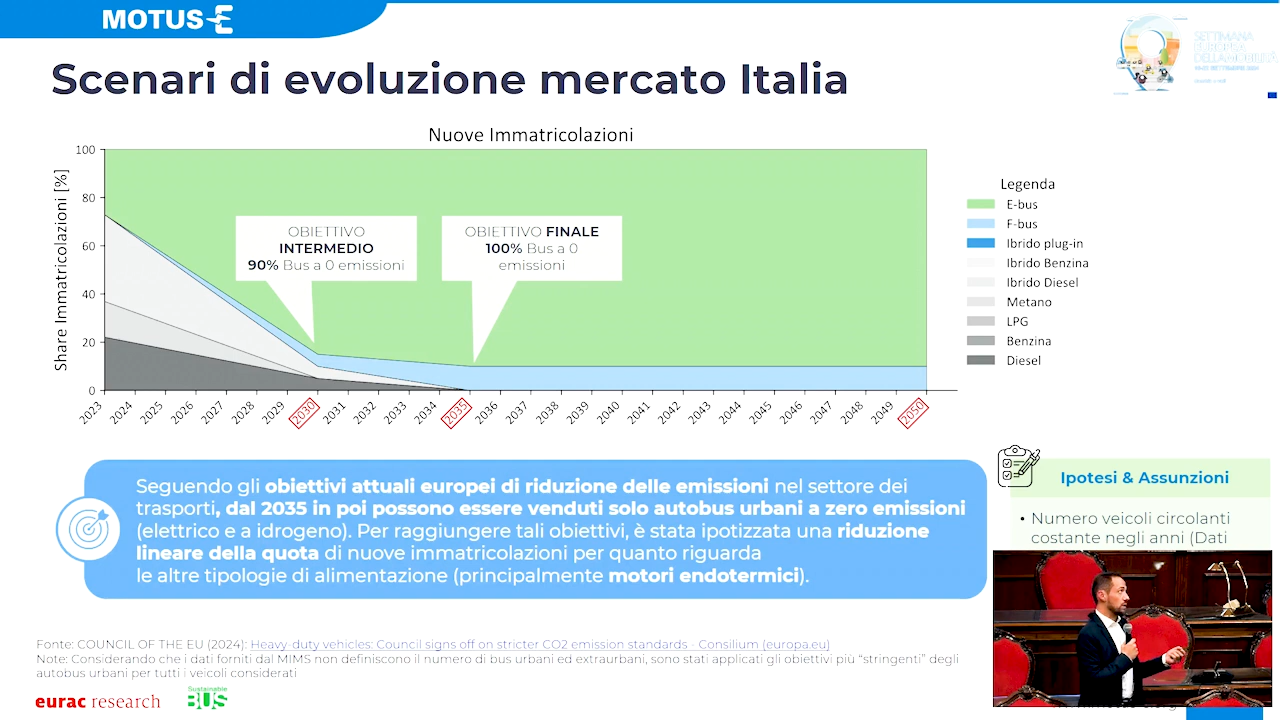 MOTUS E
SETTIMANA
EUROPEA
DELLA MOBILITÀ
Scenari di evoluzione mercato Italia
Nuove Immatricolazioni
Share Immatricolazioni [%]
100
80
60
40
20
0
OBIETTIVO
INTERMEDIO
90% Bus a 0 emissioni
OBIETTIVO FINALE
100% Bus a 0
emissioni
2023 2024 2025 2026 2027 2028 2029 2030 2031 2032 2033 2034 2035 2036 2037 2038 2039 2040 2041 2042 2043 2044 2045 2046 2047 2048 2049 2050
Legenda
E-bus
F-bus
Ibrido plug-in
Ibrido Benzina
Ibrido Diesel
Metano
LPG
Benzina
Diesel
Seguendo gli obiettivi attuali europei di riduzione delle emissioni nel settore dei
trasporti, dal 2035 in poi possono essere venduti solo autobus urbani a zero emissioni
(elettrico e a idrogeno). Per raggiungere tali obiettivi, è stata ipotizzata una riduzione
lineare della quota di nuove immatricolazioni per quanto riguarda
le altre tipologie di alimentazione (principalmente motori endotermici).
Ipotesi & Assunzioni
• Numero veicoli circolanti
costante negli anni (Dati
Fonte: COUNCIL OF THE EU (2024): Heavy-duty vehicles: Council signs off on stricter CO2 emission standards - Consilium (europa.eu)
Note: Considerando che i dati forniti dal MIMS non definiscono il numero di bus urbani ed extraurbani, sono stati applicati gli obiettivi più “stringenti” degli
autobus urbani per tutti i veicoli considerati
eurac research
Sustainable
BUS